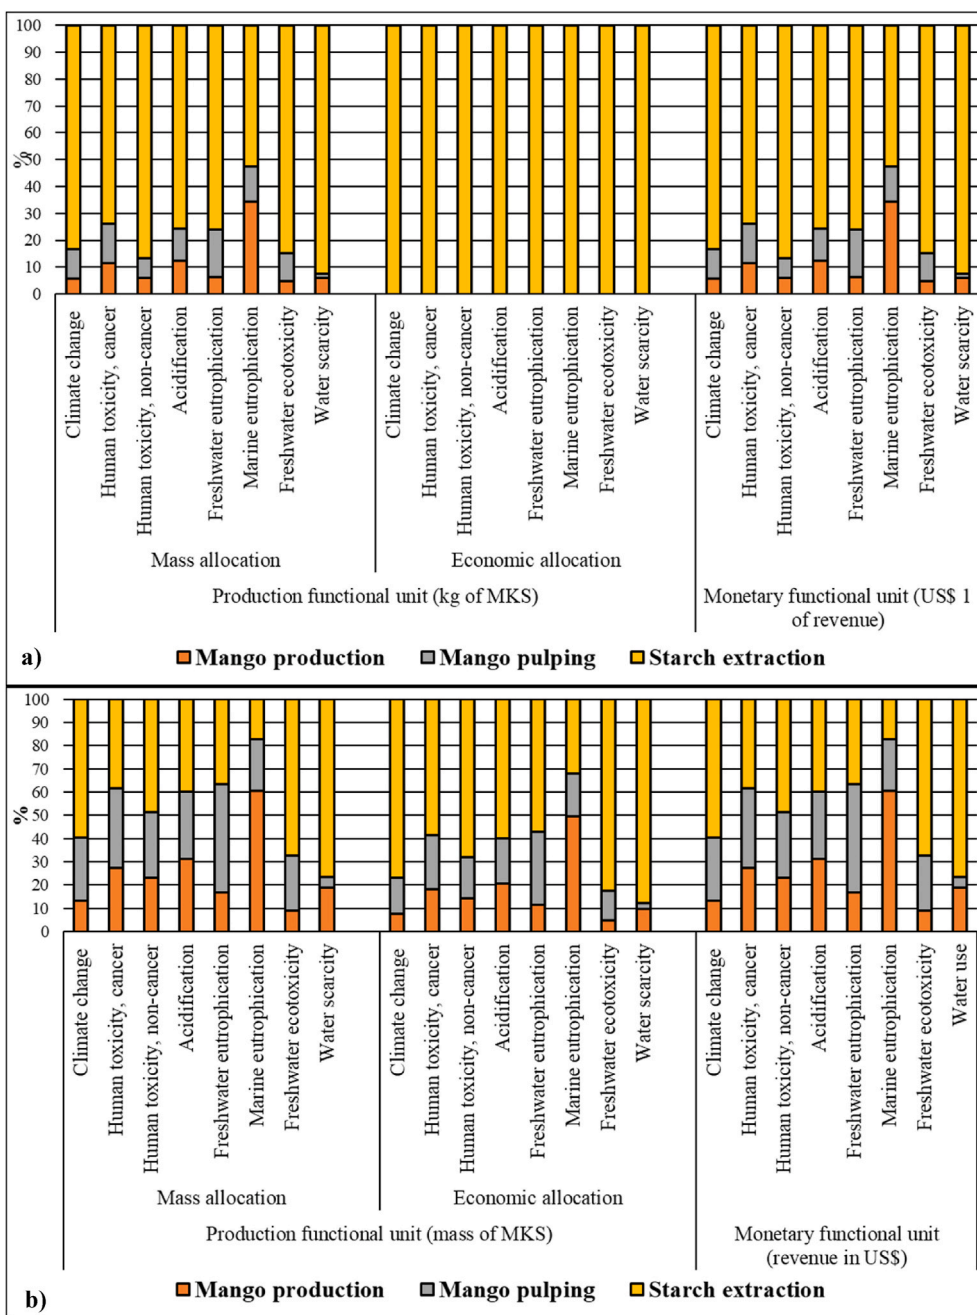 100
90
80
70
60
50
40
30
20
10
0
%
Climate change
Human toxicity, cancer
Human toxicity, non-cancer
Acidification
Freshwater eutrophication
Marine eutrophication
Freshwater ecotoxicity
Water scarcity
Climate change
Human toxicity, cancer
Human toxicity, non-cancer
Acidification
Freshwater eutrophication
Marine eutrophication
Freshwater ecotoxicity
Water scarcity
Climate change
Human toxicity, cancer
Human toxicity, non-cancer
Acidification
Freshwater eutrophication
Marine eutrophication
Freshwater ecotoxicity
Water scarcity
Mass allocation
Economic allocation
Production functional unit (kg of MKS)
Monetary functional unit (US$ 1
of revenue)
a)
Mango production
Mango pulping
Starch extraction
100
90
80
70
60
50
40
30
20
10
0
%
Climate change
Human toxicity, cancer
Human toxicity, non-cancer
Acidification
Freshwater eutrophication
Marine eutrophication
Freshwater ecotoxicity
Water scarcity
Climate change
Human toxicity, cancer
Human toxicity, non-cancer
Acidification
Freshwater eutrophication
Marine eutrophication
Freshwater ecotoxicity
Water scarcity
Climate change
Human toxicity, cancer
Human toxicity, non-cancer
Acidification
Freshwater eutrophication
Marine eutrophication
Freshwater ecotoxicity
Water use
Mass allocation
Economic allocation
Production functional unit (mass of MKS)
Monetary functional unit
(revenue in US$)
b)
Mango production
Mango pulping
Starch extraction